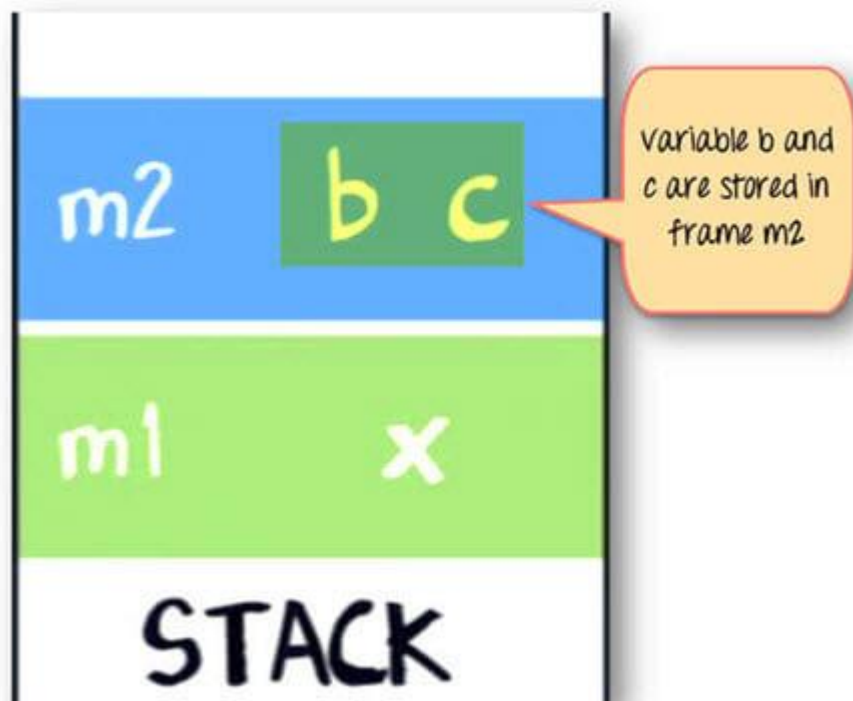 m2 b c
variable b and
c are stored in
frame m2
m1 x
STACK